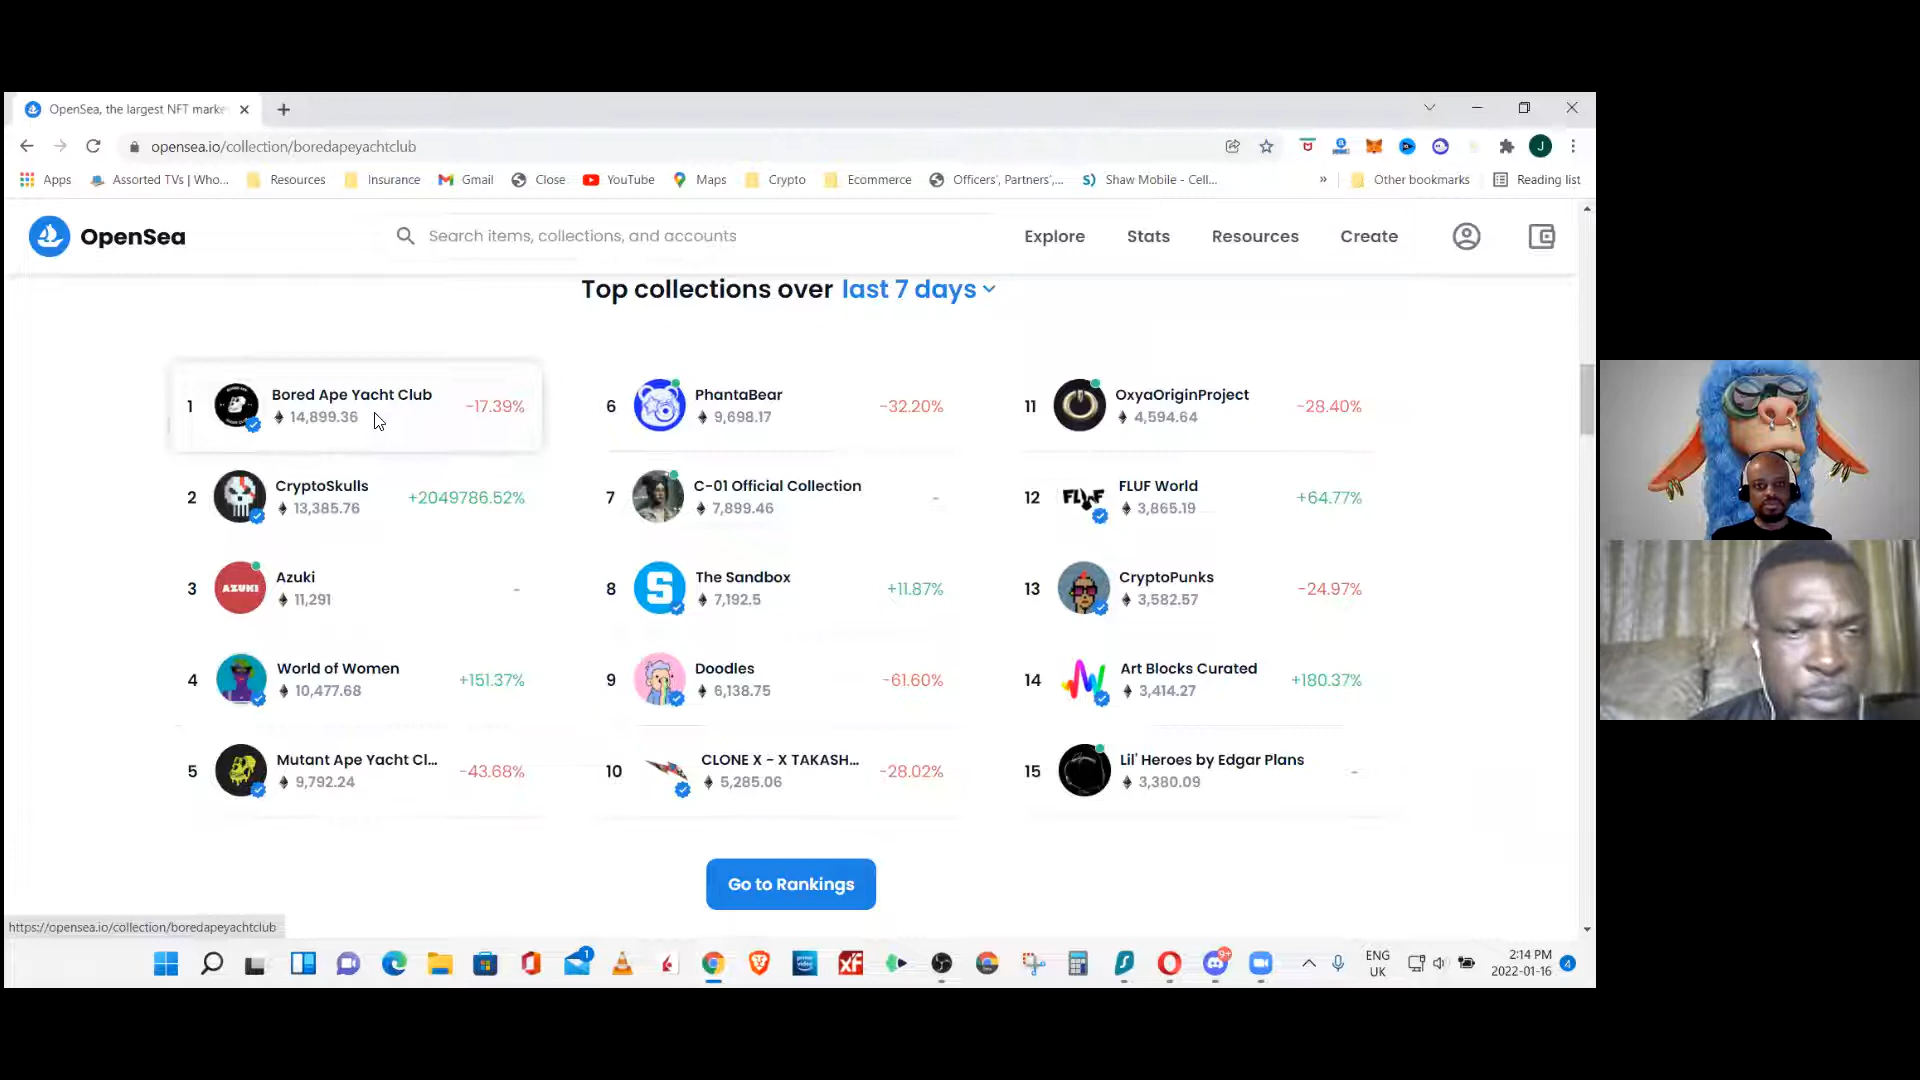 OpenSea, the largest NFT marke
opensea.io/collection/boredapeyachtclub
J
Apps
Assorted TVs | Who...
Resources
Insurance
Gmail
Close
YouTube
Maps
Crypto
Ecommerce
Officers', Partners',...
Shaw Mobile - Cell...
»
Other bookmarks
Reading list
OpenSea
Search items, collections, and accounts
Explore
Stats
Resources
Create
Top collections over last 7 days
1 Bored Ape Yacht Club -17.39%
14,899.36
2 CryptoSkulls +2049786.52%
13,385.76
3 AZUKI Azuki -
11,291
4 World of Women +151.37%
10,477.68
5 Mutant Ape Yacht Cl... -43.68%
9,792.24
6 PhantaBear -32.20%
9,698.17
7 C-01 Official Collection -
7,899.46
8 The Sandbox +11.87%
7,192.5
9 Doodles -61.60%
6,138.75
10 CLONE X - X TAKASH... -28.02%
5,285.06
11 OxyaOriginProject -28.40%
4,594.64
12 FLUF FLUF World +64.77%
3,865.19
13 CryptoPunks -24.97%
3,582.57
14 Art Blocks Curated +180.37%
3,414.27
15 Lil' Heroes by Edgar Plans -
3,380.09
Go to Rankings
https://opensea.io/collection/boredapeyachtclub
1
prime video
XF
9+
ENG
UK
2:14 PM
2022-01-16
4